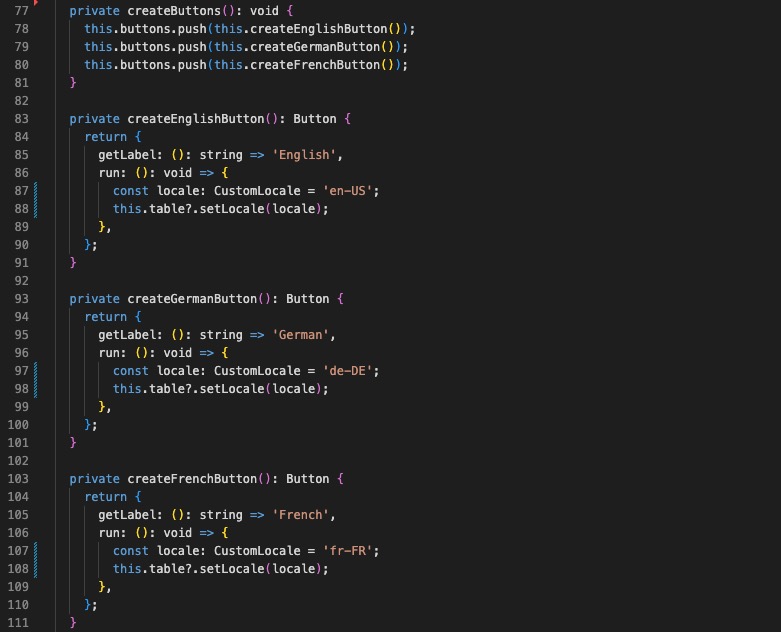 77 private createButtons(): void {
78 this.buttons.push(this.createEnglishButton());
79 this.buttons.push(this.createGermanButton());
80 this.buttons.push(this.createFrenchButton());
81 }
82
83 private createEnglishButton(): Button {
84 return {
85 getLabel: (): string => 'English',
86 run: (): void => {
87 const locale: CustomLocale = 'en-US';
88 this.table?.setLocale(locale);
89 },
90 };
91 }
92
93 private createGermanButton(): Button {
94 return {
95 getLabel: (): string => 'German',
96 run: (): void => {
97 const locale: CustomLocale = 'de-DE';
98 this.table?.setLocale(locale);
99 },
100 };
101 }
102
103 private createFrenchButton(): Button {
104 return {
105 getLabel: (): string => 'French',
106 run: (): void => {
107 const locale: CustomLocale = 'fr-FR';
108 this.table?.setLocale(locale);
109 },
110 };
111 }